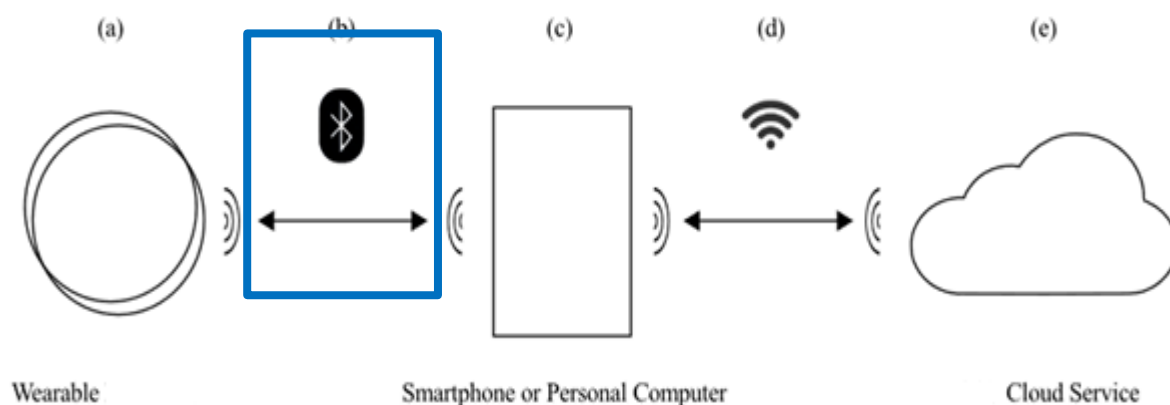 (a) (b) (c) (d) (e)
Wearable Smartphone or Personal Computer Cloud Service